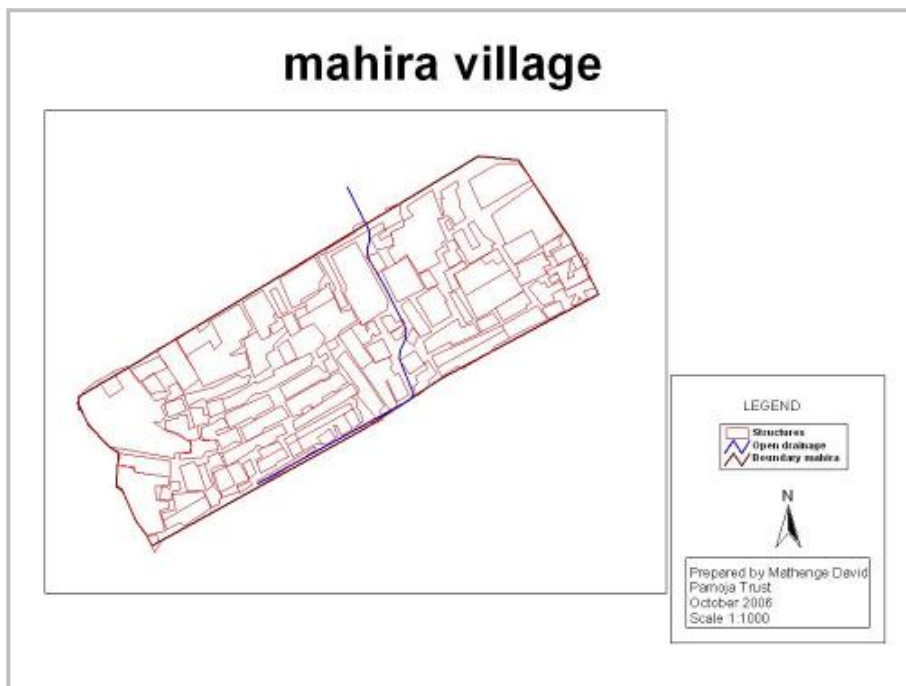 mahira village
LEGEND
Structures
Open drainage
Boundary mahira
N
Prepared by Mathenge David
Pamoja Trust
October 2006
Scale 1:1000